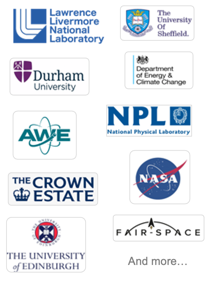 Lawrence
Livermore
National
Laboratory
The
University
Of
Sheffield.
Durham
University
Department
of Energy &
Climate Change
AWE
NPL
National Physical Laboratory
THE CROWN
ESTATE
NASA
FAIR-SPACE
THE UNIVERSITY
of EDINBURGH
And more...